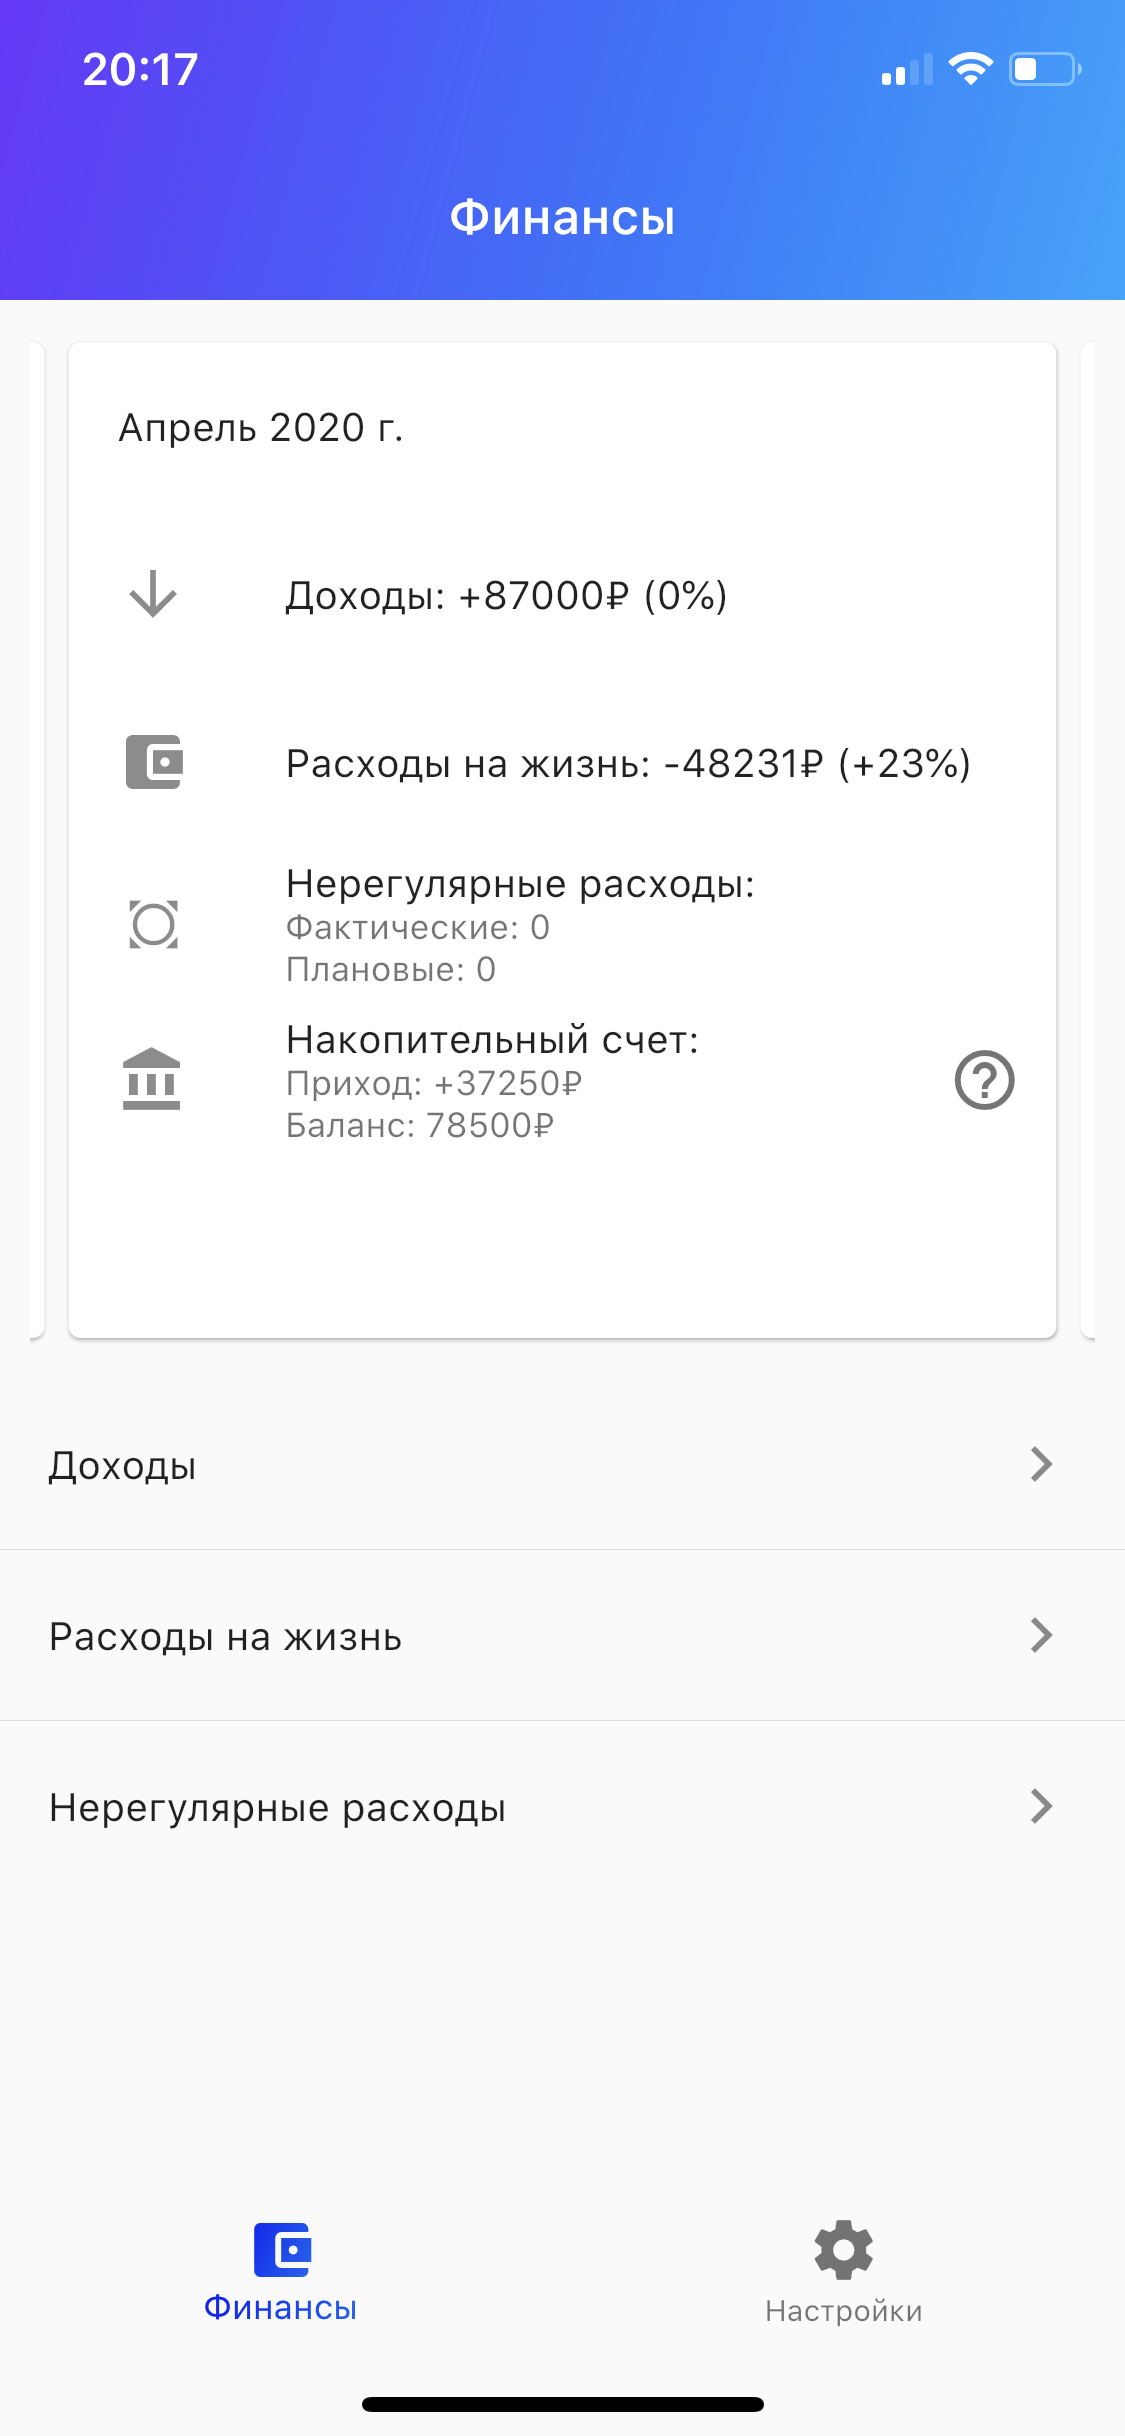 20:17
Финансы
Апрель 2020 г.
Доходы: +87000₽ (0%)
Расходы на жизнь: -48231₽ (+23%)
Нерегулярные расходы:
Фактические: 0
Плановые: 0
Накопительный счет:
Приход: +37250₽
Баланс: 78500₽
Доходы
Расходы на жизнь
Нерегулярные расходы
Финансы
Настройки